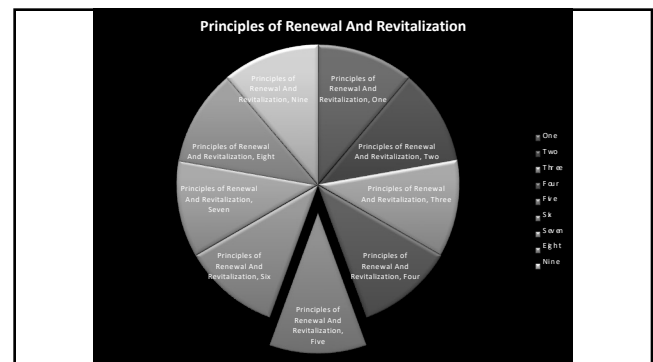 Principles of Renewal And Revitalization
Principles of
Renewal And
Revitalization, One
Principles of Renewal
And Revitalization, Two
Principles of Renewal
And Revitalization, Three
Principles of
Renewal And
Revitalization, Four
Principles of
Renewal And
Revitalization,
Five
Principles of
Renewal And
Revitalization, Six
Principles of Renewal
And Revitalization,
Seven
Principles of Renewal
And Revitalization, Eight
Principles of
Renewal And
Revitalization, Nine
One
Two
Three
Four
Five
Six
Seven
Eight
Nine